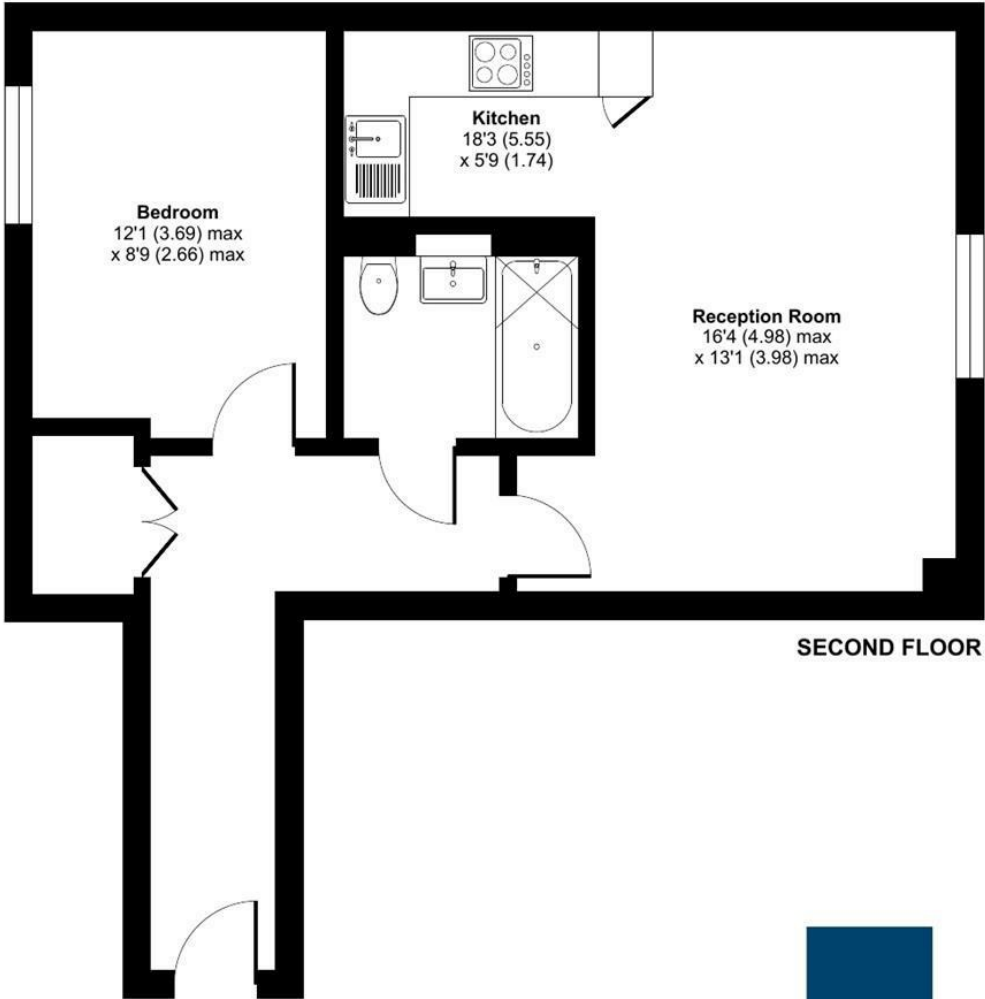 Kitchen
18'3 (5.55)
x 5'9 (1.74)
Bedroom
12'1 (3.69) max
x 8'9 (2.66) max
Reception Room
16'4 (4.98) max
x 13'1 (3.98) max
SECOND FLOOR